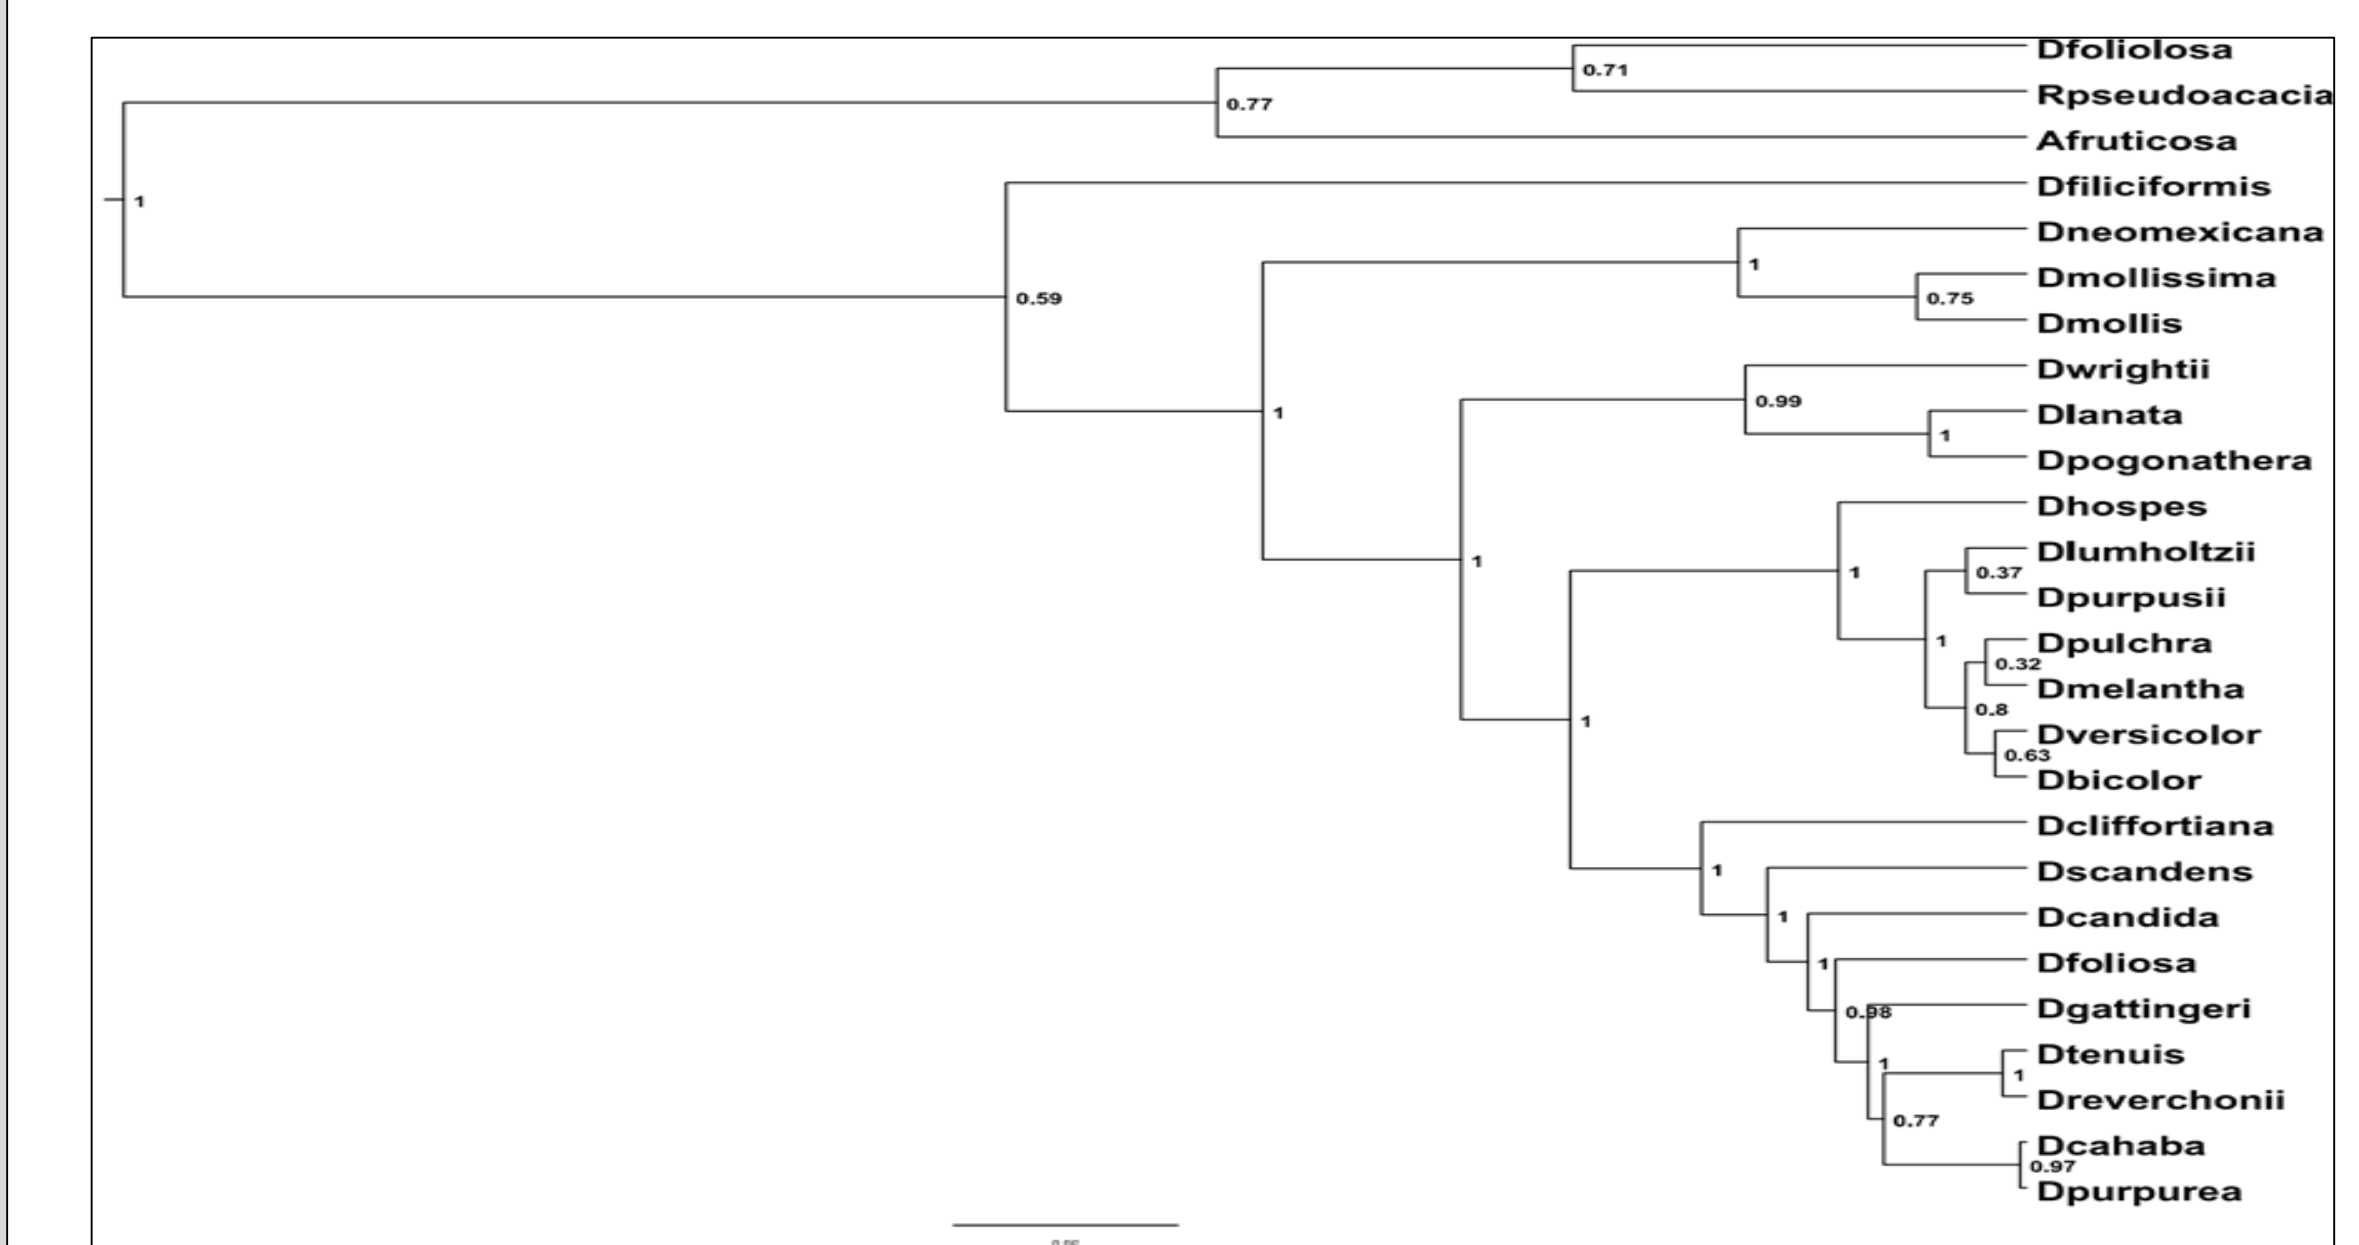 Dfoliolosa
0.71
Rpseudoacacia
0.77
Afruticosa
Dfiliciformis
1
Dneomexicana
1
Dmollissima
0.59
0.75
Dmollis
Dwrightii
0.99
Dlanata
1
1
Dpogonathera
Dhospes
Dlumholtzii
1
1
0.37
Dpurpusii
1
Dpulchra
0.32
Dmelantha
0.8
1
Dversicolor
0.63
Dbicolor
Dcliffortiana
1
Dscandens
1
Dcandida
1
Dfoliosa
0.98
Dgattingeri
1
Dtenuis
1
Dreverchonii
0.77
Dcahaba
0.97
Dpurpurea